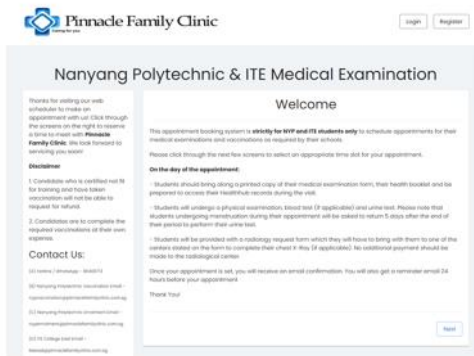 Pinnacle Family Clinic
Caring for you
Login
Register
Nanyang Polytechnic & ITE Medical Examination
Thanks for visiting our web
scheduler to make an
appointment with us! Click through
the screens on the right to reserve
a time to meet with Pinnacle
Family Clinic. We look forward to
servicing you soon!
Disclaimer
1. Candidate who is certified not fit
for training and have taken
vaccination will not be able to
request for refund.
2. Candidates are to complete the
required vaccinations at their own
expense.
Contact Us:
Welcome
This appointment booking system is strictly for NYP and ITE students only to schedule appointments for their
medical examinations and vaccinations as required by their schools.
Please click through the next few screens to select an appropriate time slot for your appointment.
On the day of the appointment:
- Students should bring along a printed copy of their medical examination form, their health booklet and be
prepared to access their HealthHub records during the visit.
- Students will undergo a physical examination, blood test (if applicable) and urine test. Please note that
students undergoing menstruation during their appointment will be asked to return 5 days after the end of
their period to perform their urine test.
- Students will be provided with a radiology request form which they will have to bring with them to one of the
centers stated on the form to complete their chest X-Ray (if applicable). No additional payment should be
made to the radiological center.
Once your appointment is set, you will receive an email confirmation. You will also get a reminder email 24
hours before your appointment
Thank You!
Next